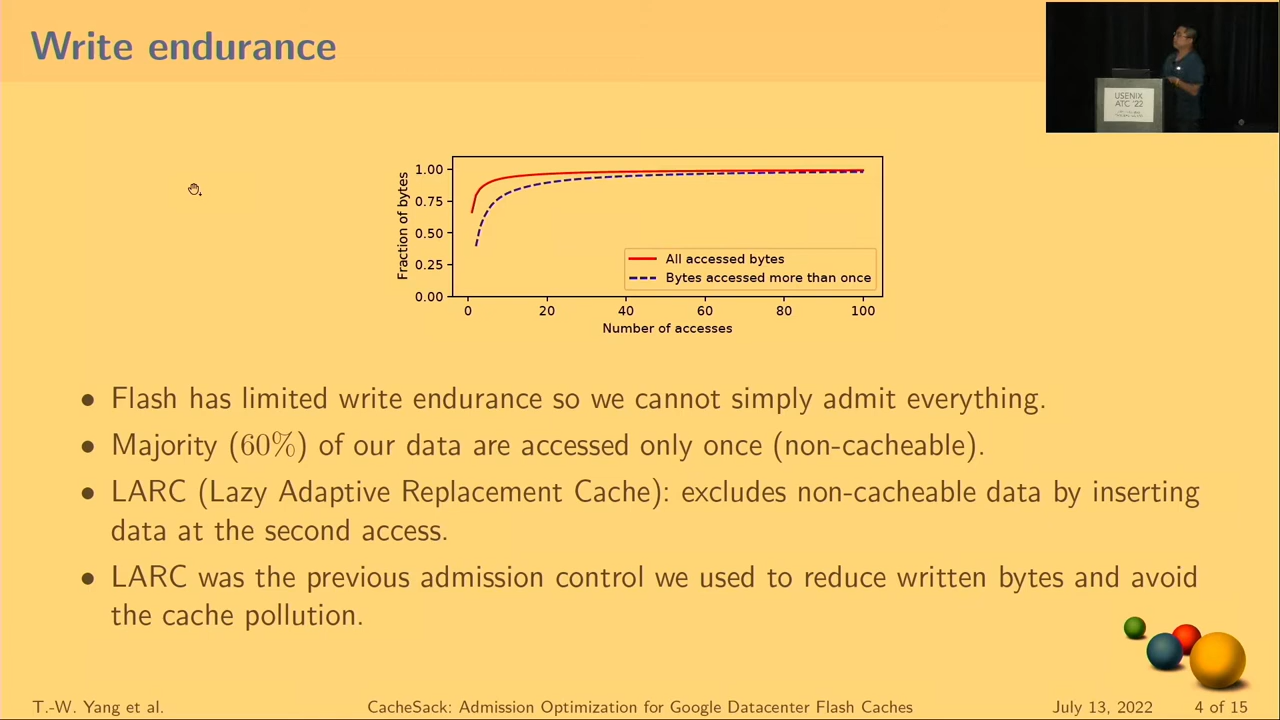 Write endurance
USENIX
ATC '22
1.00
0.75
0.50
0.25
0.00
Fraction of bytes
All accessed bytes
Bytes accessed more than once
0 20 40 60 80 100
Number of accesses
• Flash has limited write endurance so we cannot simply admit everything.
• Majority (60%) of our data are accessed only once (non-cacheable).
• LARC (Lazy Adaptive Replacement Cache): excludes non-cacheable data by inserting
data at the second access.
• LARC was the previous admission control we used to reduce written bytes and avoid
the cache pollution.
T.-W. Yang et al. CacheSack: Admission Optimization for Google Datacenter Flash Caches July 13, 2022 4 of 15